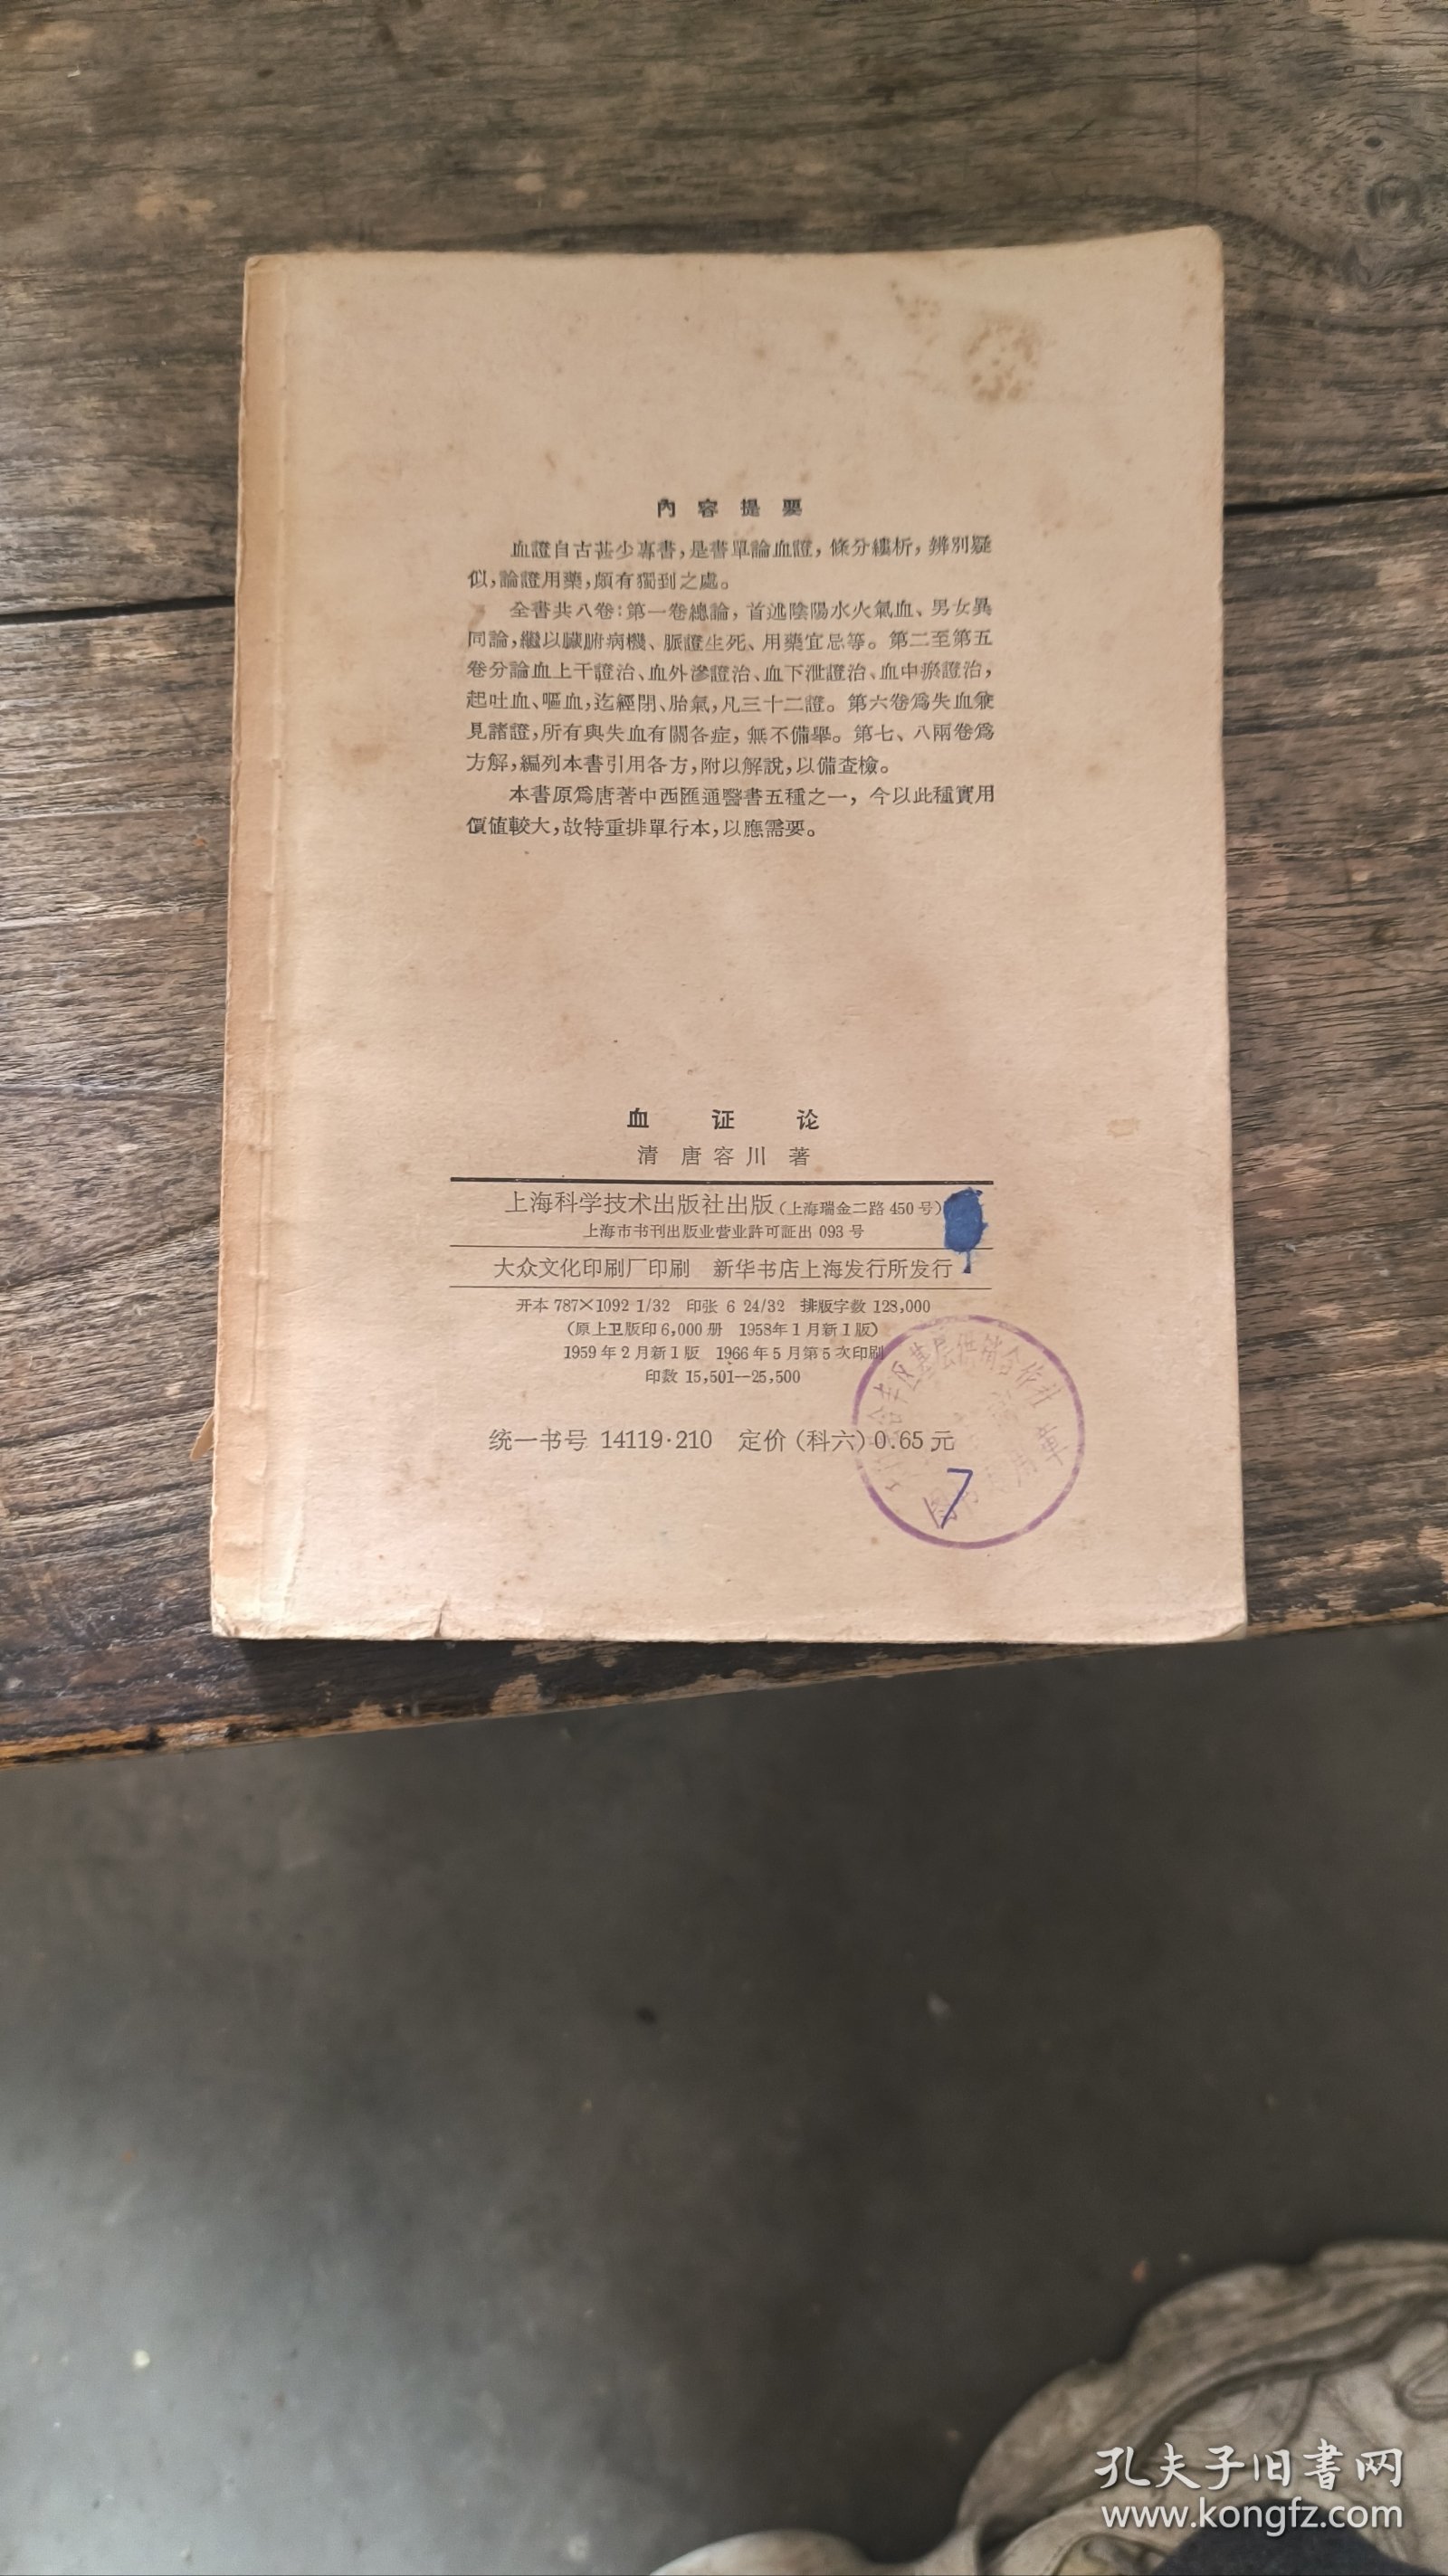 內容提要
血證自古甚少專書，是書單論血證，條分縷析，辨別疑
似，論證用藥，頗有獨到之處。
全書共八卷：第一卷總論，首述陰陽水火氣血、男女異
同論，繼以臟腑病機、脈證生死、用藥宜忌等。第二至第五
卷分論血上干證治、血外滲證治、血下泄證治、血中瘀證治，
起吐血、嘔血，迄經閉、胎氣，凡三十二證。第六卷爲失血兼
見諸證，所有與失血有關各症，無不備舉。第七、八兩卷爲
方解，編列本書引用各方，附以解說，以備查檢。
本書原爲唐著中西匯通醫書五種之一，今以此種實用
價值較大，故特重排單行本，以應需要。
血 证 论
清 唐容川 著
上海科学技术出版社出版（上海瑞金二路450号）
上海市书刊出版业营业許可証出 093 号
大众文化印刷厂印刷 新华书店上海发行所发行
开本 787×1092 1/32 印张 6 24/32 排版字数 128,000
（原上卫版印6,000册 1958年1月新1版）
1959年2月新1版 1966年5月第5次印刷
印数 15,501—25,500
统一书号 14119·210 定价（科六）0.65元
区基层供销合作社
章
7
孔夫子旧书网
www.kongfz.com